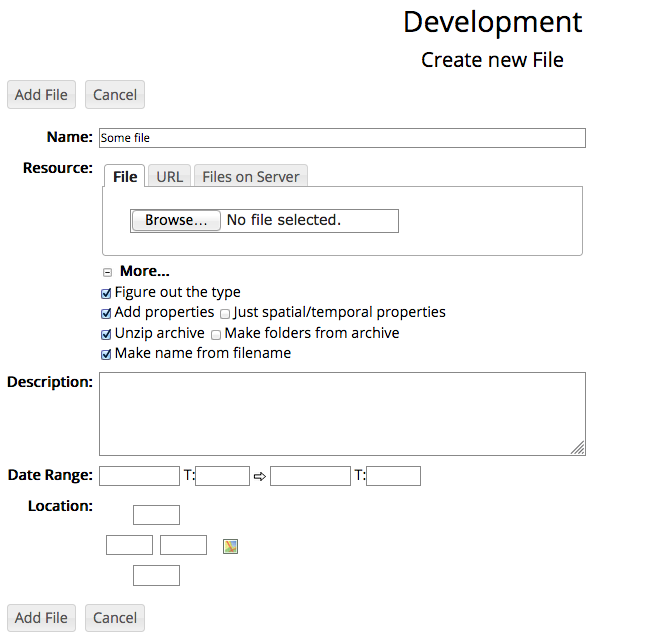 Development
Create new File
Add File Cancel
Name: Some file
Resource: File URL Files on Server
Browse... No file selected.
More...
Figure out the type
Add properties Just spatial/temporal properties
Unzip archive Make folders from archive
Make name from filename
Description:
Date Range: T: ⇨ T:
Location:
Add File Cancel